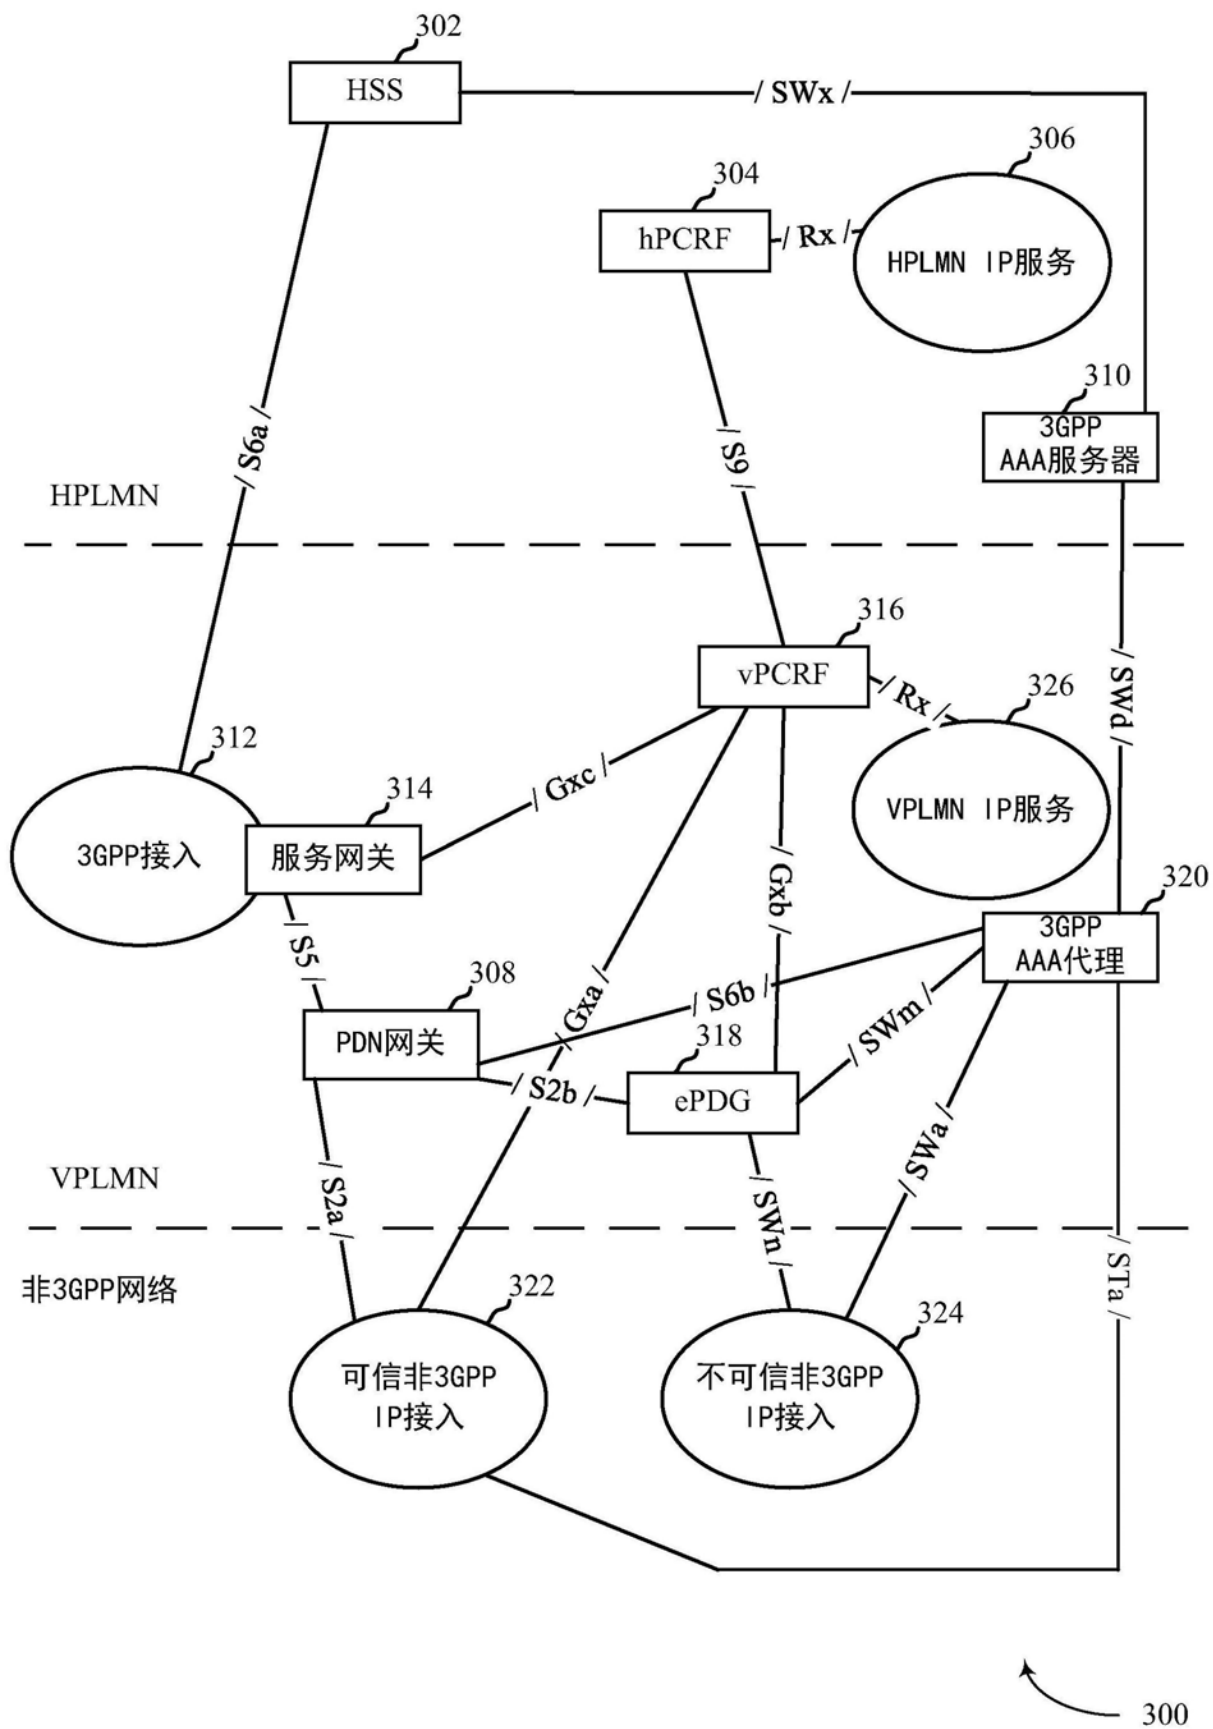 302
HSS
/ SWx /
306
304
hPCRF
/ Rx /
HPLMN IP服务
310
3GPP
AAA服务器
/ S6a /
/ S9 /
HPLMN
316
vPCRF
/ Rx /
326
/ SWd /
312
314
/ Gxc /
3GPP接入
服务网关
VPLMN IP服务
/ Gxb /
320
3GPP
AAA代理
/ S5 /
308
/ Gxa /
/ S6b /
/ SWm /
PDN网关
318
/ S2b /
ePDG
/ SWa /
VPLMN
/ S2a /
/ SWn /
/ STa /
非3GPP网络
322
324
可信非3GPP
IP接入
不可信非3GPP
IP接入
300